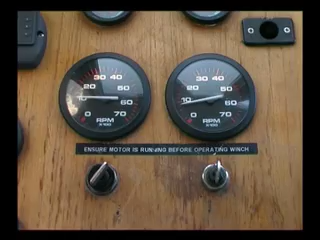 30 40
20 50
10 60
0 70
RPM
X100
30 40
20 50
10 60
0 70
RPM
X100
ENSURE MOTOR IS RUNNING BEFORE OPERATING WINCH